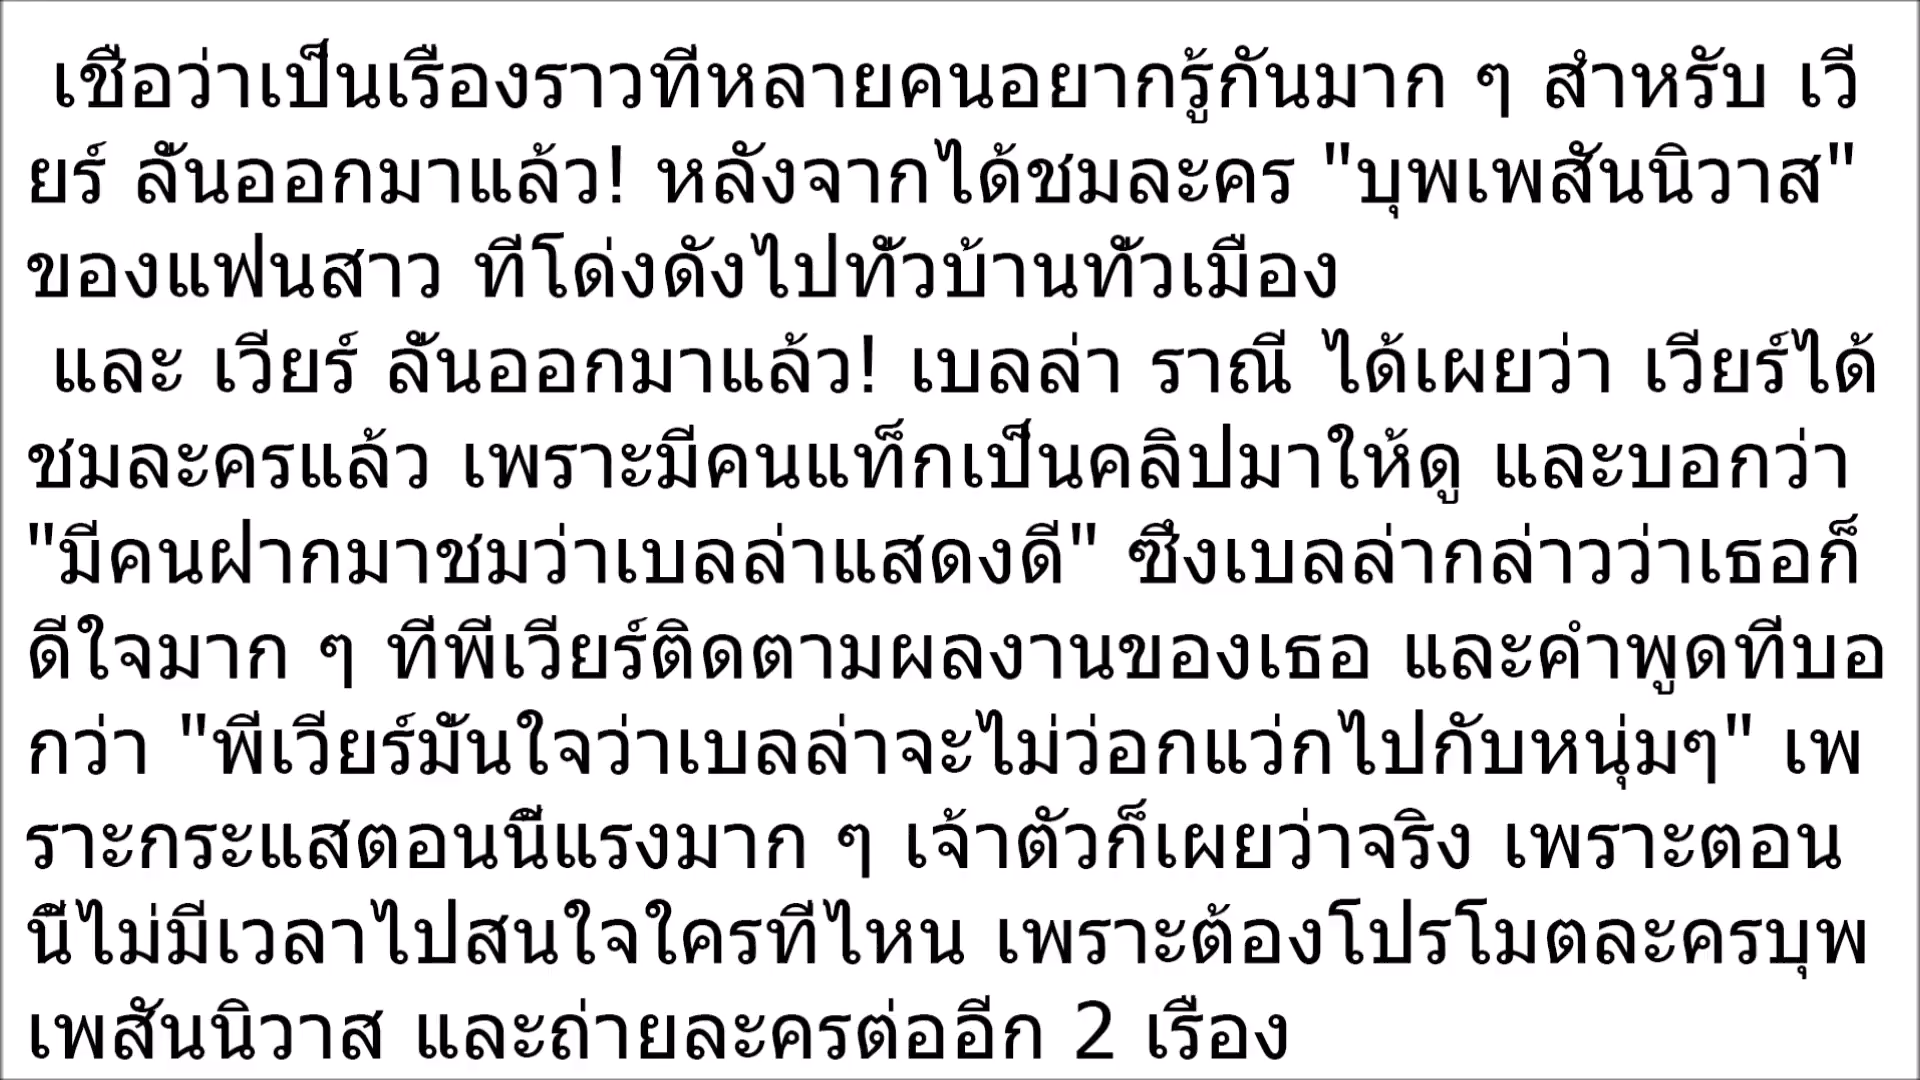 เชื่อว่าเป็นเรื่องราวที่หลายคนอยากรู้กันมาก ๆ สำหรับ เวี
ยร์ ลั่นออกมาแล้ว! หลังจากได้ชมละคร "บุพเพสันนิวาส"
ของแฟนสาว ที่โด่งดังไปทั่วบ้านทั่วเมือง
และ เวียร์ ลั่นออกมาแล้ว! เบลล่า ราณี ได้เผยว่า เวียร์ได้
ชมละครแล้ว เพราะมีคนแท็กเป็นคลิปมาให้ดู และบอกว่า
"มีคนฝากมาชมว่าเบลล่าแสดงดี" ซึ่งเบลล่ากล่าวว่าเธอก็
ดีใจมาก ๆ ที่พี่เวียร์ติดตามผลงานของเธอ และคำพูดที่บอ
กว่า "พี่เวียร์มั่นใจว่าเบลล่าจะไม่ว่อกแว่กไปกับหนุ่มๆ" เพ
ราะกระแสตอนนี้แรงมาก ๆ เจ้าตัวก็เผยว่าจริง เพราะตอน
นี้ไม่มีเวลาไปสนใจใครที่ไหน เพราะต้องโปรโมตละครบุพ
เพสันนิวาส และถ่ายละครต่ออีก 2 เรื่อง